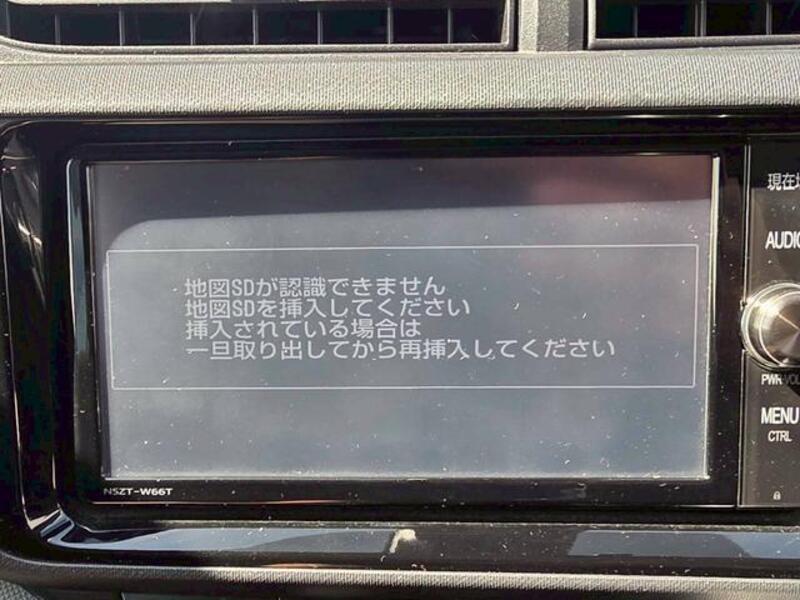 地図SDが認識できません
地図SDを挿入してください
挿入されている場合は
一旦取り出してから再挿入してください
現在地
AUDIO
PWR VOL
MENU
CTRL
NSZT-W66T